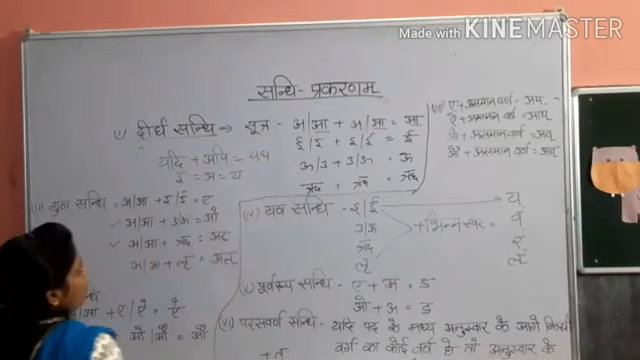 Made with KINEMASTER
सन्धि- प्रकरणम्
(i) दीर्घ सन्धि ⇒ सूत्र - अ/आ + अ/आ = आ
इ/ई + इ/ई = ई
उ/ऊ + उ/ऊ = ऊ
यदि + अपि = यद्य
इ = अ = य
(iii) गुण सन्धि = अ/आ + इ/ई = ए
अ/आ + उ/ऊ = ओ
अ/आ + ऋ = अर्
अ/आ + लृ = अल्
/आ + ए/ऐ = ऐ
ओ/औ = औ
(iv) यण सन्धि - इ/ई
उ/ऊ
ऋ
लृ
+ भिन्न स्वर =
य
व
र
ल
(v) पूर्वरूप सन्धि - ए + अ = ऽ
ओ + अ = ऽ
(vi) परसवर्ण सन्धि - यदि पद के मध्य अनुस्वार के आगे किसी
वर्ग का कोई वर्ण हो तो अनुस्वार के
(vii) ए + असमान वर्ण = अय्
ऐ + असमान वर्ण = आय्
ओ + असमान वर्ण = अव्
औ + असमान वर्ण = आव्